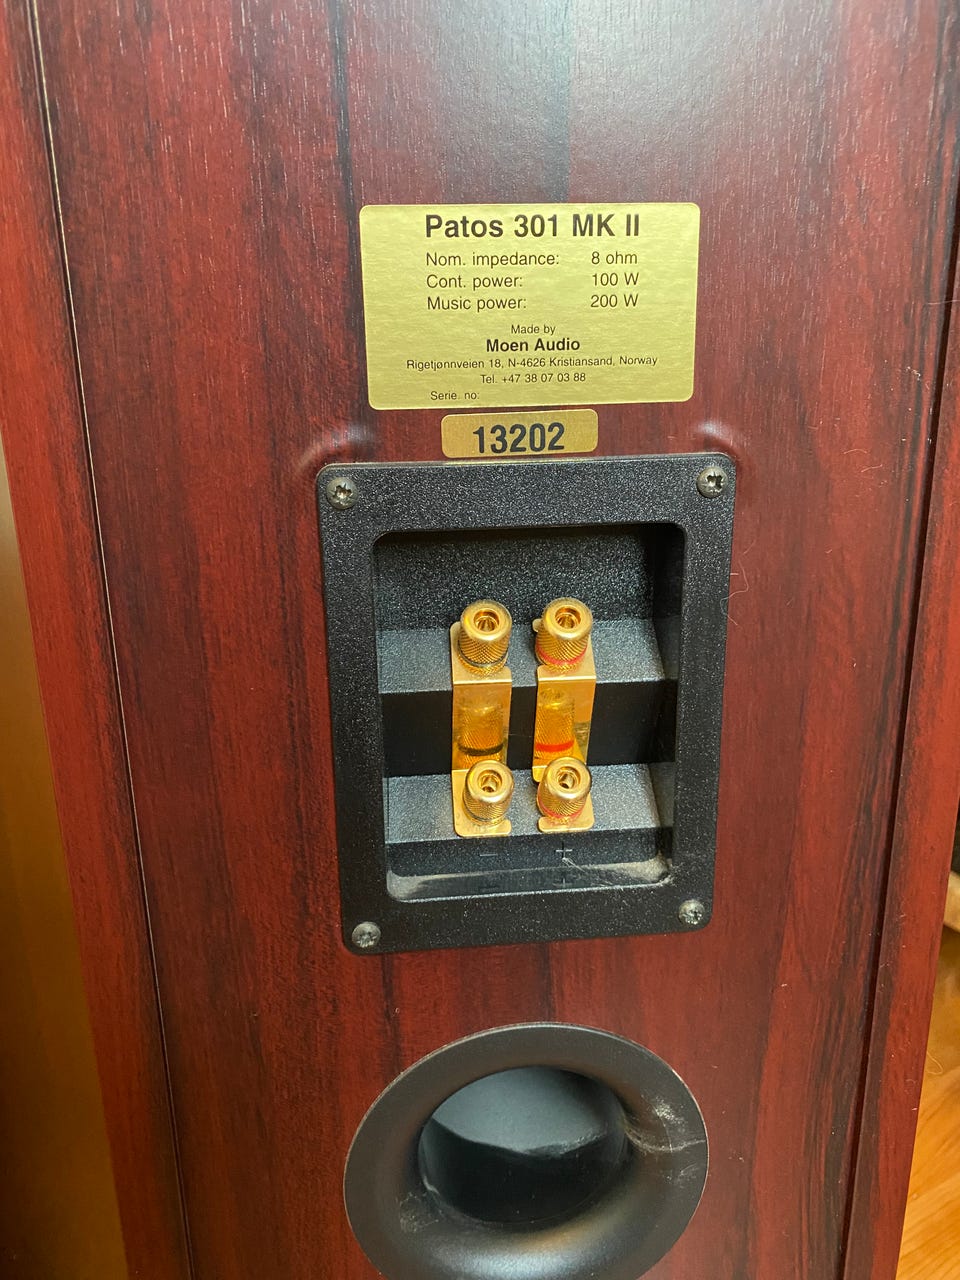 Patos 301 MK II
Nom. impedance: 8 ohm
Cont. power: 100 W
Music power: 200 W
Made by
Moen Audio
Rigetjønnveien 18, N-4626 Kristiansand, Norway
Tel. +47 38 07 03 88
Serie. no:
13202
- +
- +